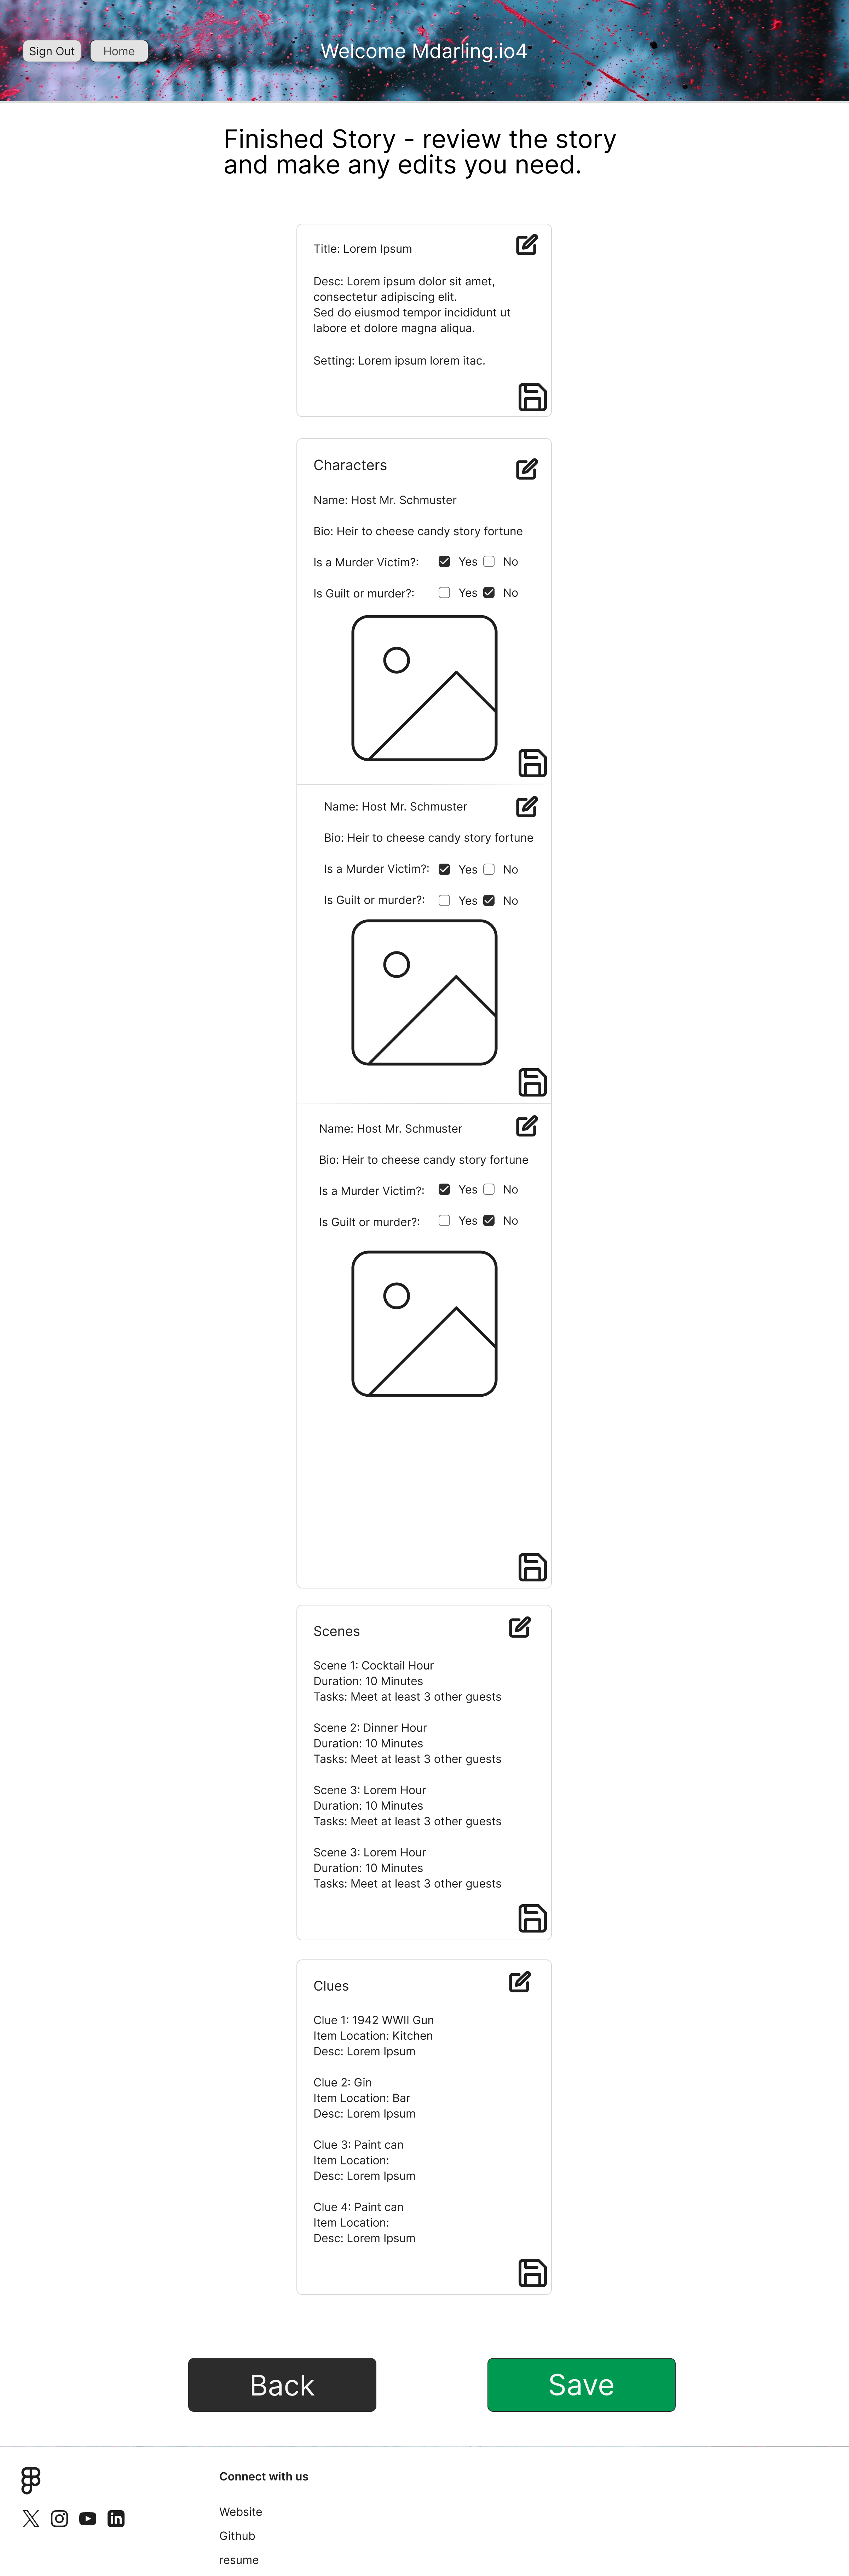 Sign Out
Home
Welcome Mdarling.io4
Finished Story - review the story
and make any edits you need.
Title: Lorem Ipsum
Desc: Lorem ipsum dolor sit amet,
consectetur adipiscing elit.
Sed do eiusmod tempor incididunt ut
labore et dolore magna aliqua.
Setting: Lorem ipsum lorem itac.
Characters
Name: Host Mr. Schmuster
Bio: Heir to cheese candy story fortune
Is a Murder Victim?: Yes No
Is Guilt or murder?: Yes No
Name: Host Mr. Schmuster
Bio: Heir to cheese candy story fortune
Is a Murder Victim?: Yes No
Is Guilt or murder?: Yes No
Name: Host Mr. Schmuster
Bio: Heir to cheese candy story fortune
Is a Murder Victim?: Yes No
Is Guilt or murder?: Yes No
Scenes
Scene 1: Cocktail Hour
Duration: 10 Minutes
Tasks: Meet at least 3 other guests
Scene 2: Dinner Hour
Duration: 10 Minutes
Tasks: Meet at least 3 other guests
Scene 3: Lorem Hour
Duration: 10 Minutes
Tasks: Meet at least 3 other guests
Scene 3: Lorem Hour
Duration: 10 Minutes
Tasks: Meet at least 3 other guests
Clues
Clue 1: 1942 WWII Gun
Item Location: Kitchen
Desc: Lorem Ipsum
Clue 2: Gin
Item Location: Bar
Desc: Lorem Ipsum
Clue 3: Paint can
Item Location:
Desc: Lorem Ipsum
Clue 4: Paint can
Item Location:
Desc: Lorem Ipsum
Back
Save
Connect with us
Website
Github
resume